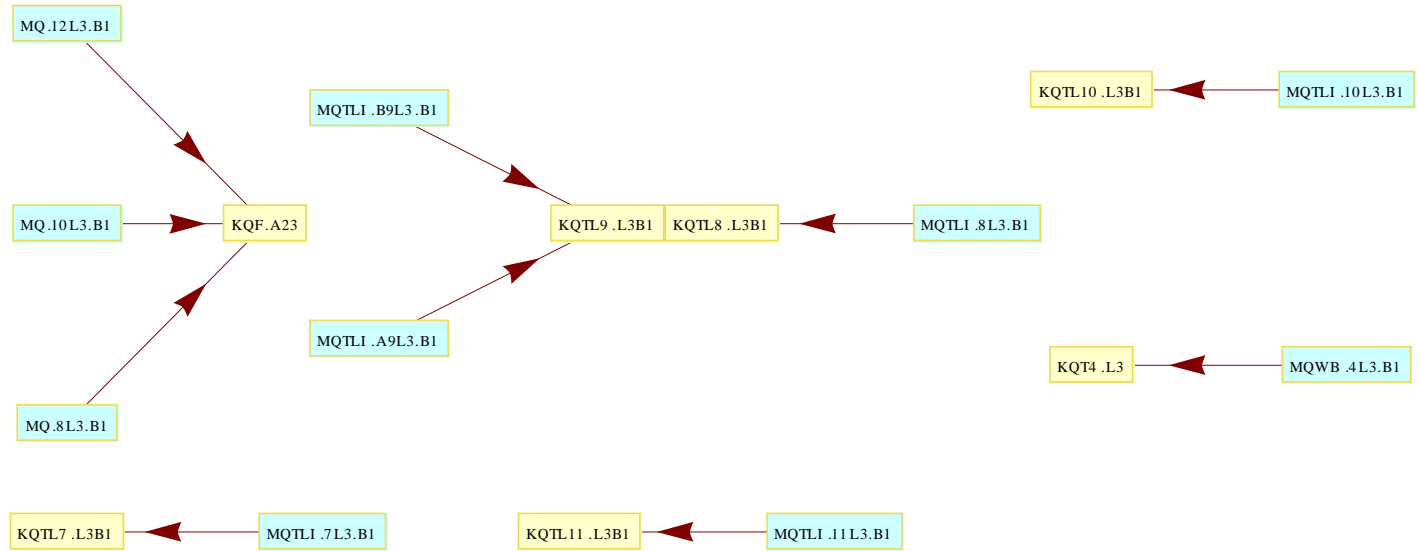 MQ.12L3.B1
KQTL10.L3B1
MQTLI.10L3.B1
MQTLI.B9L3.B1
MQ.10L3.B1
KQF.A23
KQTL9.L3B1
KQTL8.L3B1
MQTLI.8L3.B1
MQTLI.A9L3.B1
KQT4.L3
MQWB.4L3.B1
MQ.8L3.B1
KQTL7.L3B1
MQTLI.7L3.B1
KQTL11.L3B1
MQTLI.11L3.B1